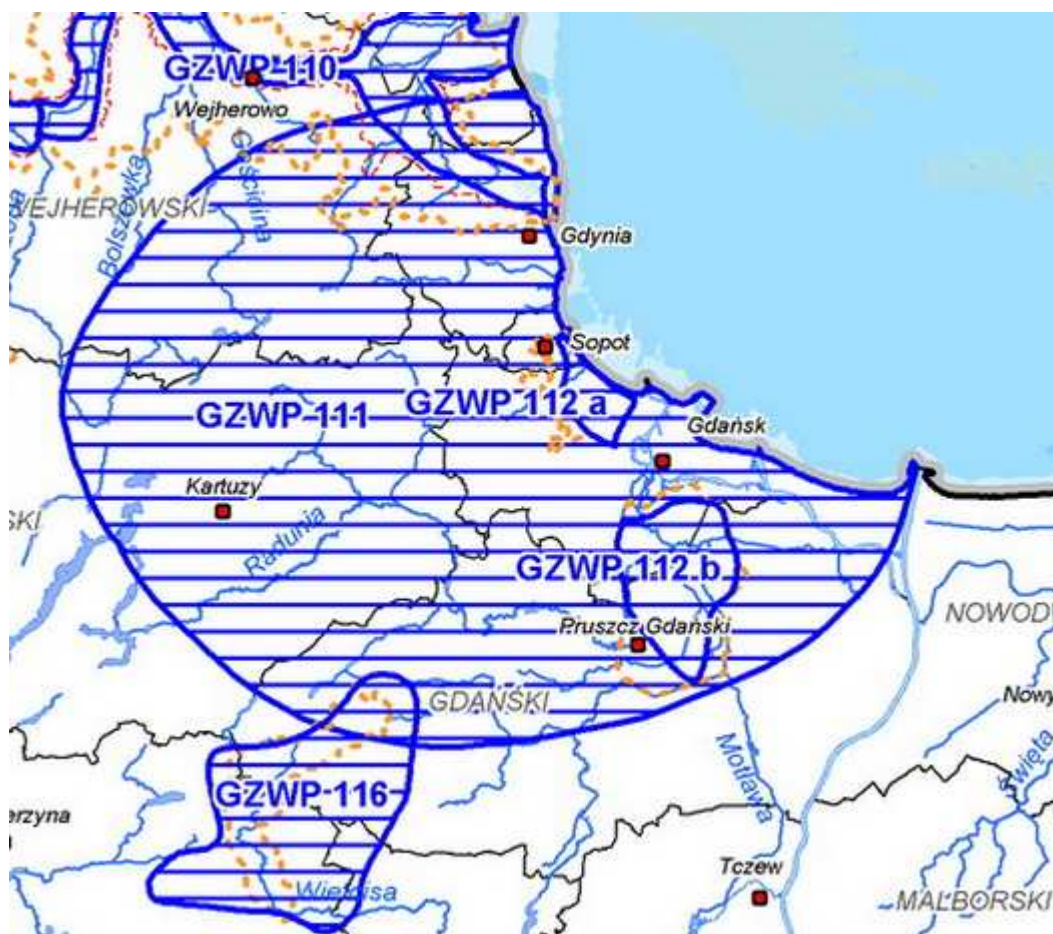 GZWP 110
Wejherowo
Gościcina
Bolszewka
WEJHEROWSKI
Gdynia
Sopot
GZWP 111
GZWP 112 a
Gdańsk
Kartuzy
SKI
Radunia
GZWP 112 b
NOWOD
Pruszcz Gdański
GDAŃSKI
Nowy
Motława
Święta
GZWP 116
erzyna
Tczew
Wierzyca
MALBORSKI